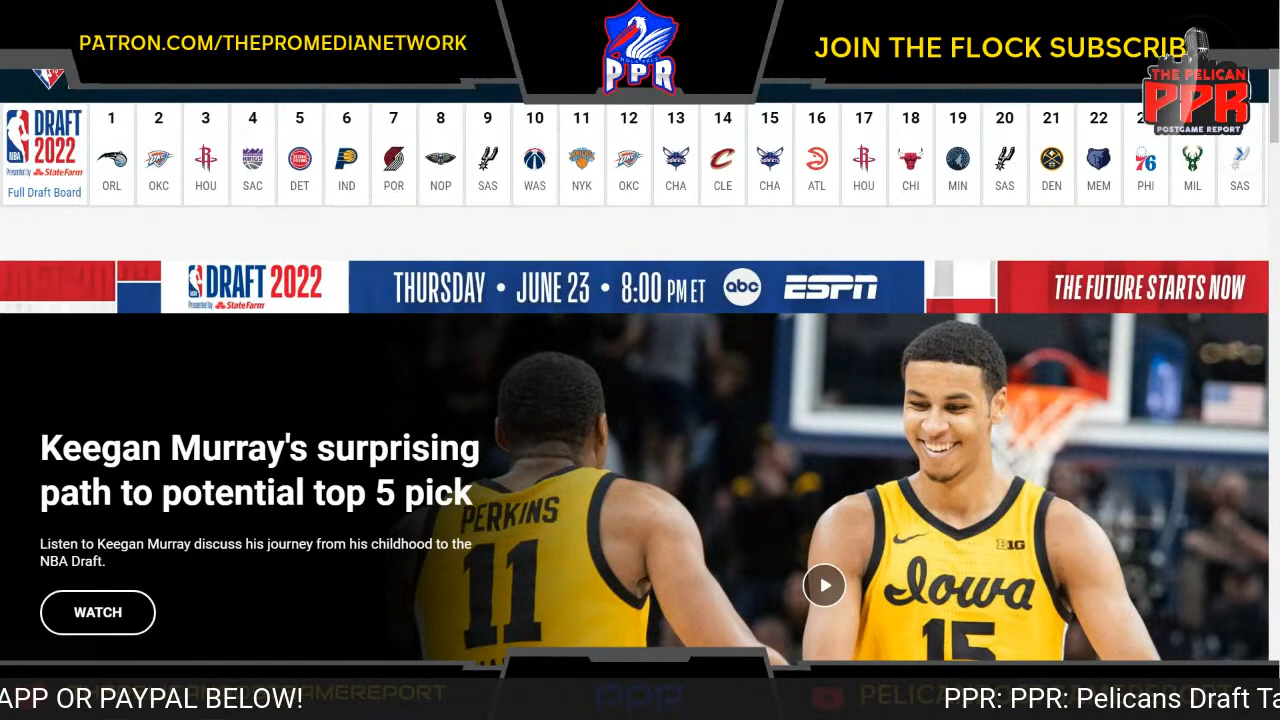 PATRON.COM/THEPROMEDIANETWORK
PPR
JOIN THE FLOCK SUBSCRIB
THE PELICAN
PPR
POSTGAME REPORT
NBA
DRAFT
2022
Presented by StateFarm
Full Draft Board
1 2 3 4 5 6 7 8 9 10 11 12 13 14 15 16 17 18 19 20 21 22 2
ORL OKC HOU SAC DET IND POR NOP SAS WAS NYK OKC CHA CLE CHA ATL HOU CHI MIN SAS DEN MEM PHI MIL SAS
NBA DRAFT 2022
Presented by StateFarm
THURSDAY • JUNE 23 • 8:00 PM ET abc ESPN
THE FUTURE STARTS NOW
Keegan Murray's surprising
path to potential top 5 pick
Listen to Keegan Murray discuss his journey from his childhood to the
NBA Draft.
WATCH
PERKINS
11
B1G
Iowa
15
APP OR PAYPAL BELOW!
PPR: PPR: Pelicans Draft Ta